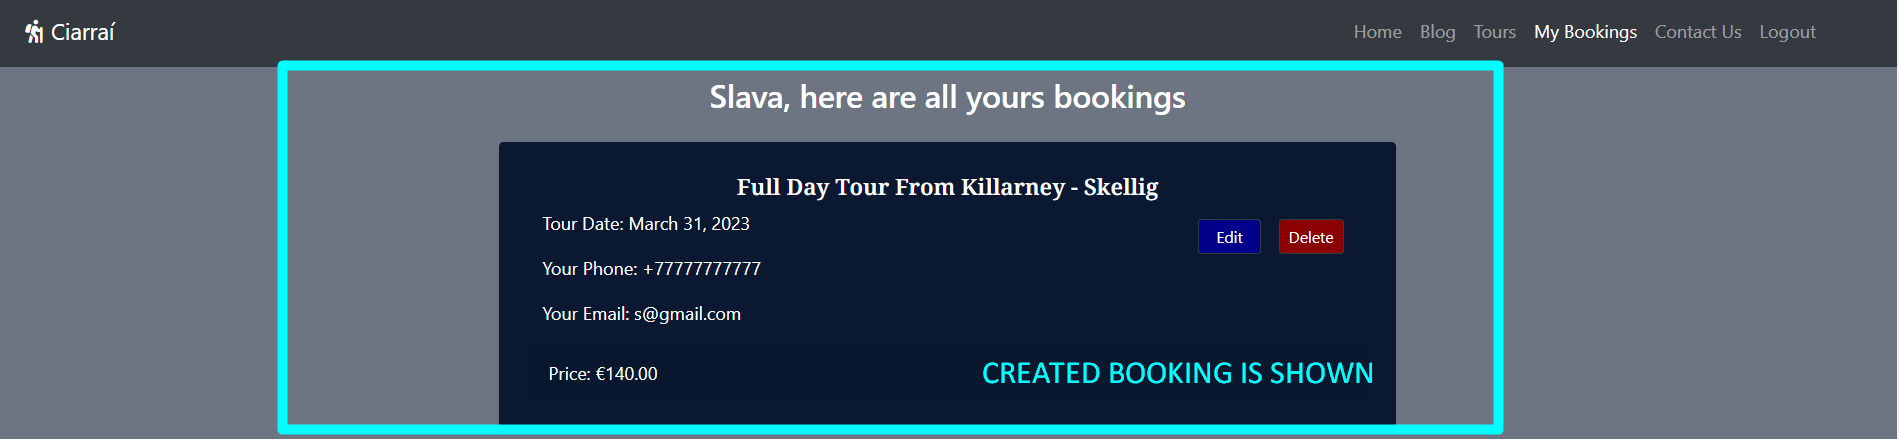 Ciarraí
Home Blog Tours My Bookings Contact Us Logout
Slava, here are all yours bookings
Full Day Tour From Killarney - Skellig
Tour Date: March 31, 2023
Edit Delete
Your Phone: +77777777777
Your Email: s@gmail.com
Price: €140.00
CREATED BOOKING IS SHOWN